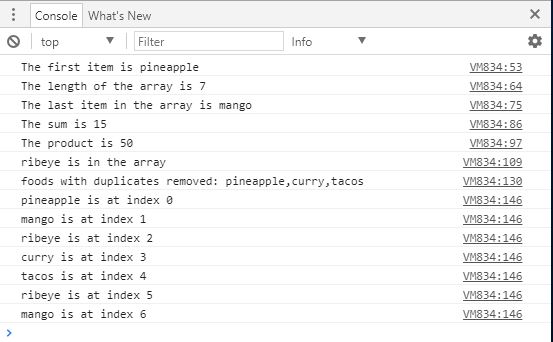 Console What's New
top Filter Info
The first item is pineapple VM834:53
The length of the array is 7 VM834:64
The last item in the array is mango VM834:75
The sum is 15 VM834:86
The product is 50 VM834:97
ribeye is in the array VM834:109
foods with duplicates removed: pineapple,curry,tacos VM834:130
pineapple is at index 0 VM834:146
mango is at index 1 VM834:146
ribeye is at index 2 VM834:146
curry is at index 3 VM834:146
tacos is at index 4 VM834:146
ribeye is at index 5 VM834:146
mango is at index 6 VM834:146